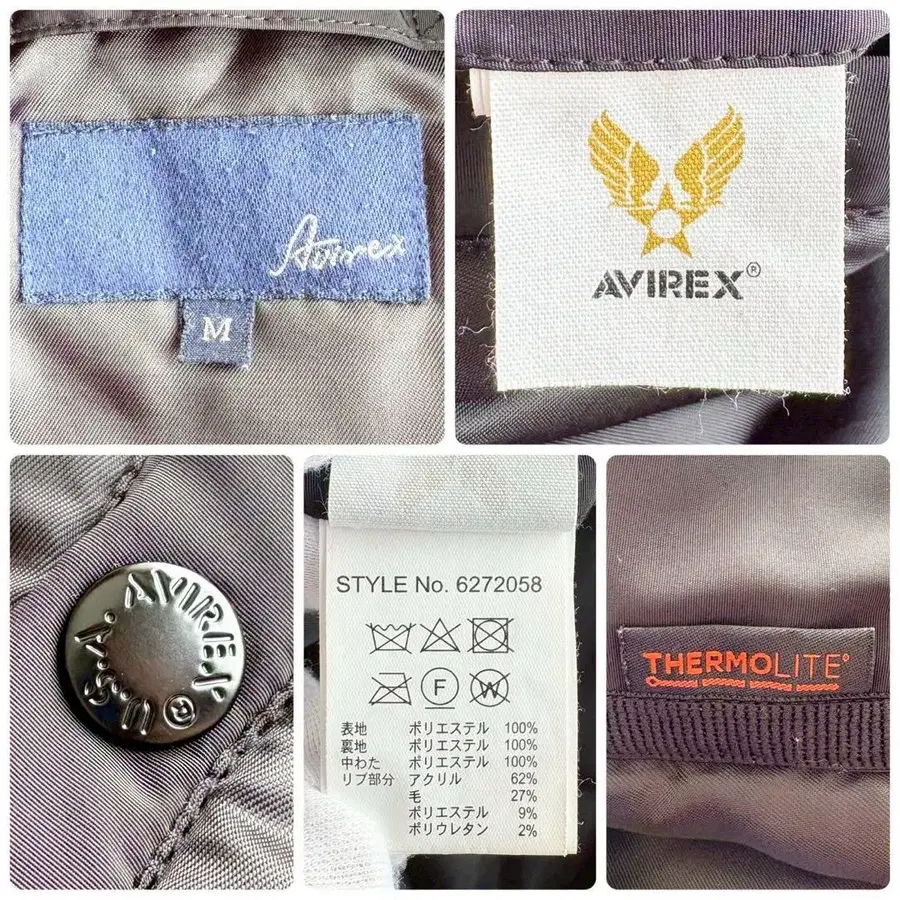 Avirex
M
AVIREX®
AVIREX® U.S.A.
STYLE No. 6272058
F
W
表地 ポリエステル 100%
裏地 ポリエステル 100%
中わた ポリエステル 100%
リブ部分 アクリル 62%
毛 27%
ポリエステル 9%
ポリウレタン 2%
THERMOLITE®